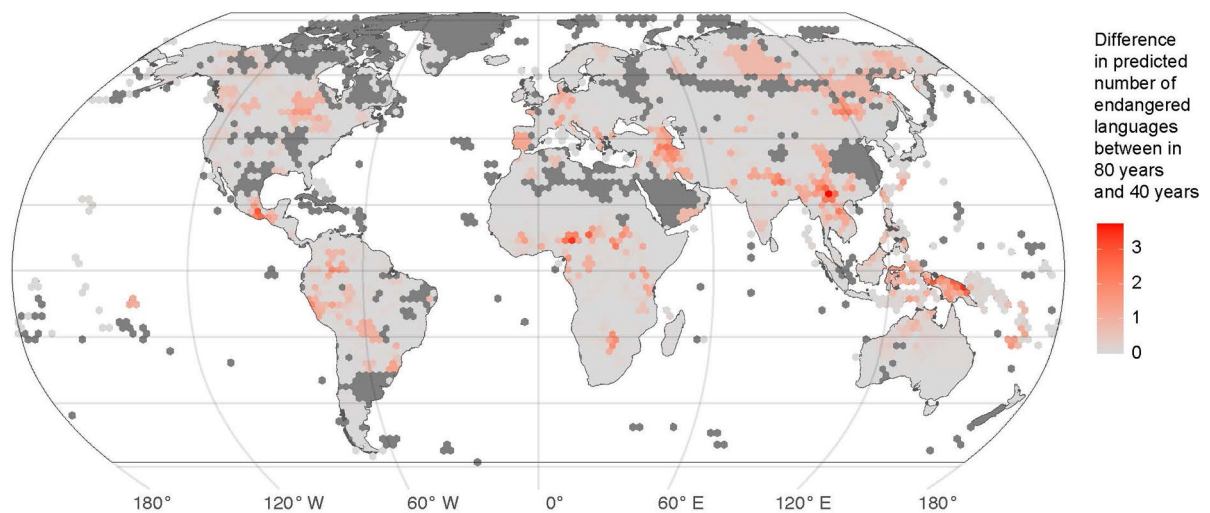 Difference
in predicted
number of
endangered
languages
between in
80 years
and 40 years
3
2
1
0
180° 120° W 60° W 0° 60° E 120° E 180°